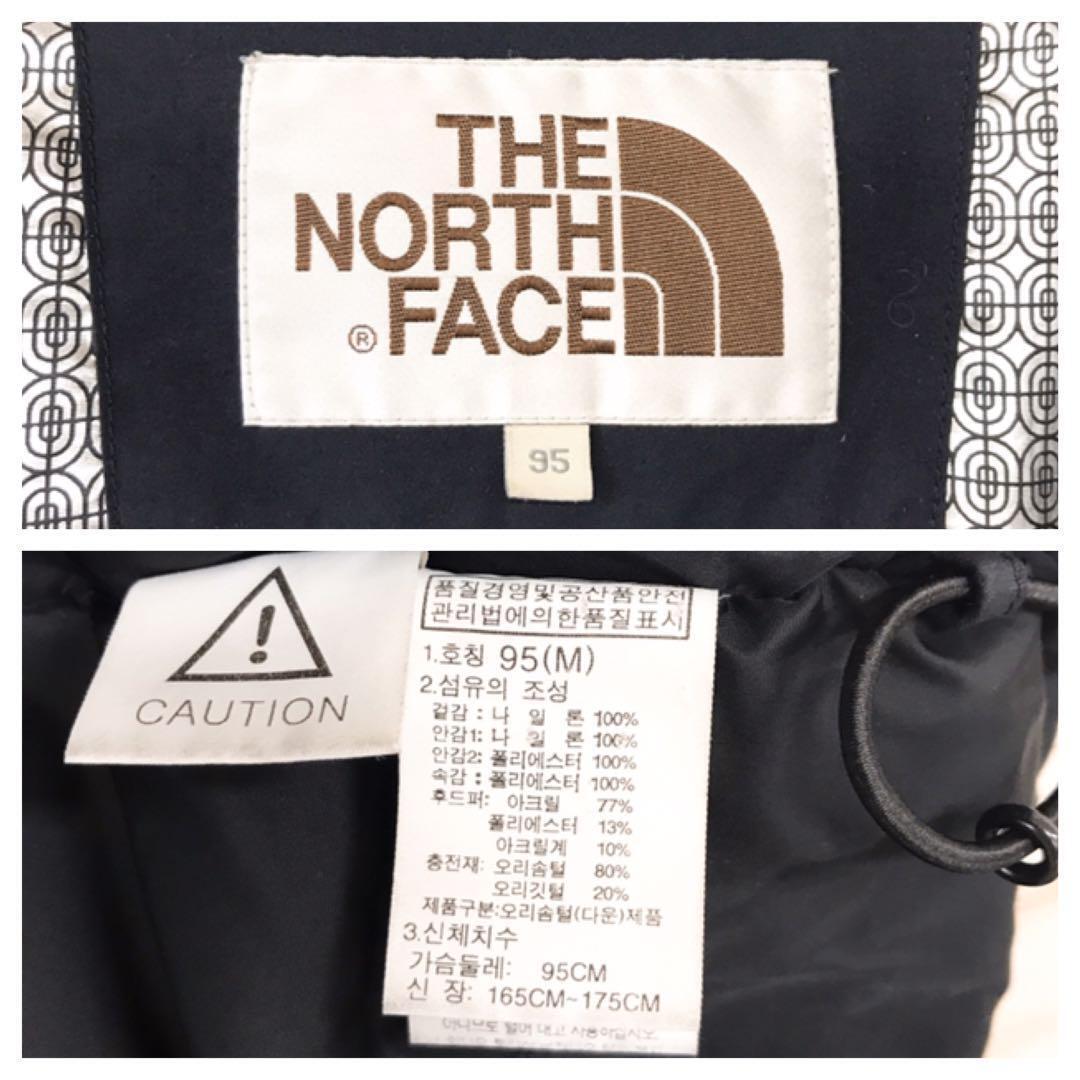 THE
NORTH
® FACE
95
CAUTION
품질경영및공산품안전
관리법에의한품질표시
1.호칭 95(M)
2.섬유의 조성
겉감 : 나 일 론 100%
안감1: 나 일 론 100%
안감2: 폴리에스터 100%
속감 : 폴리에스터 100%
후드퍼: 아크릴 77%
폴리에스터 13%
아크릴계 10%
충전재: 오리솜털 80%
오리깃털 20%
제품구분:오리솜털(다운)제품
3.신체치수
가슴둘레: 95CM
신 장: 165CM~175CM